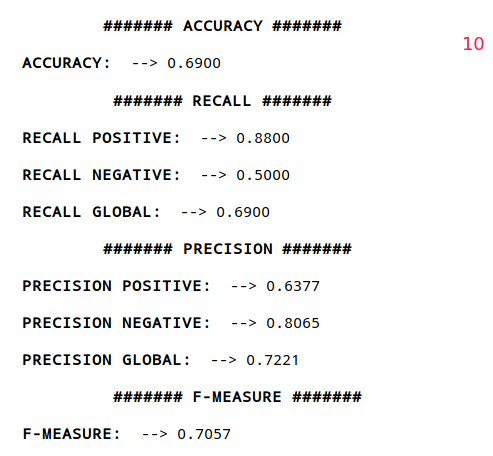 ####### ACCURACY #######
10
ACCURACY: --> 0.6900
####### RECALL #######
RECALL POSITIVE: --> 0.8800
RECALL NEGATIVE: --> 0.5000
RECALL GLOBAL: --> 0.6900
####### PRECISION #######
PRECISION POSITIVE: --> 0.6377
PRECISION NEGATIVE: --> 0.8065
PRECISION GLOBAL: --> 0.7221
####### F-MEASURE #######
F-MEASURE: --> 0.7057